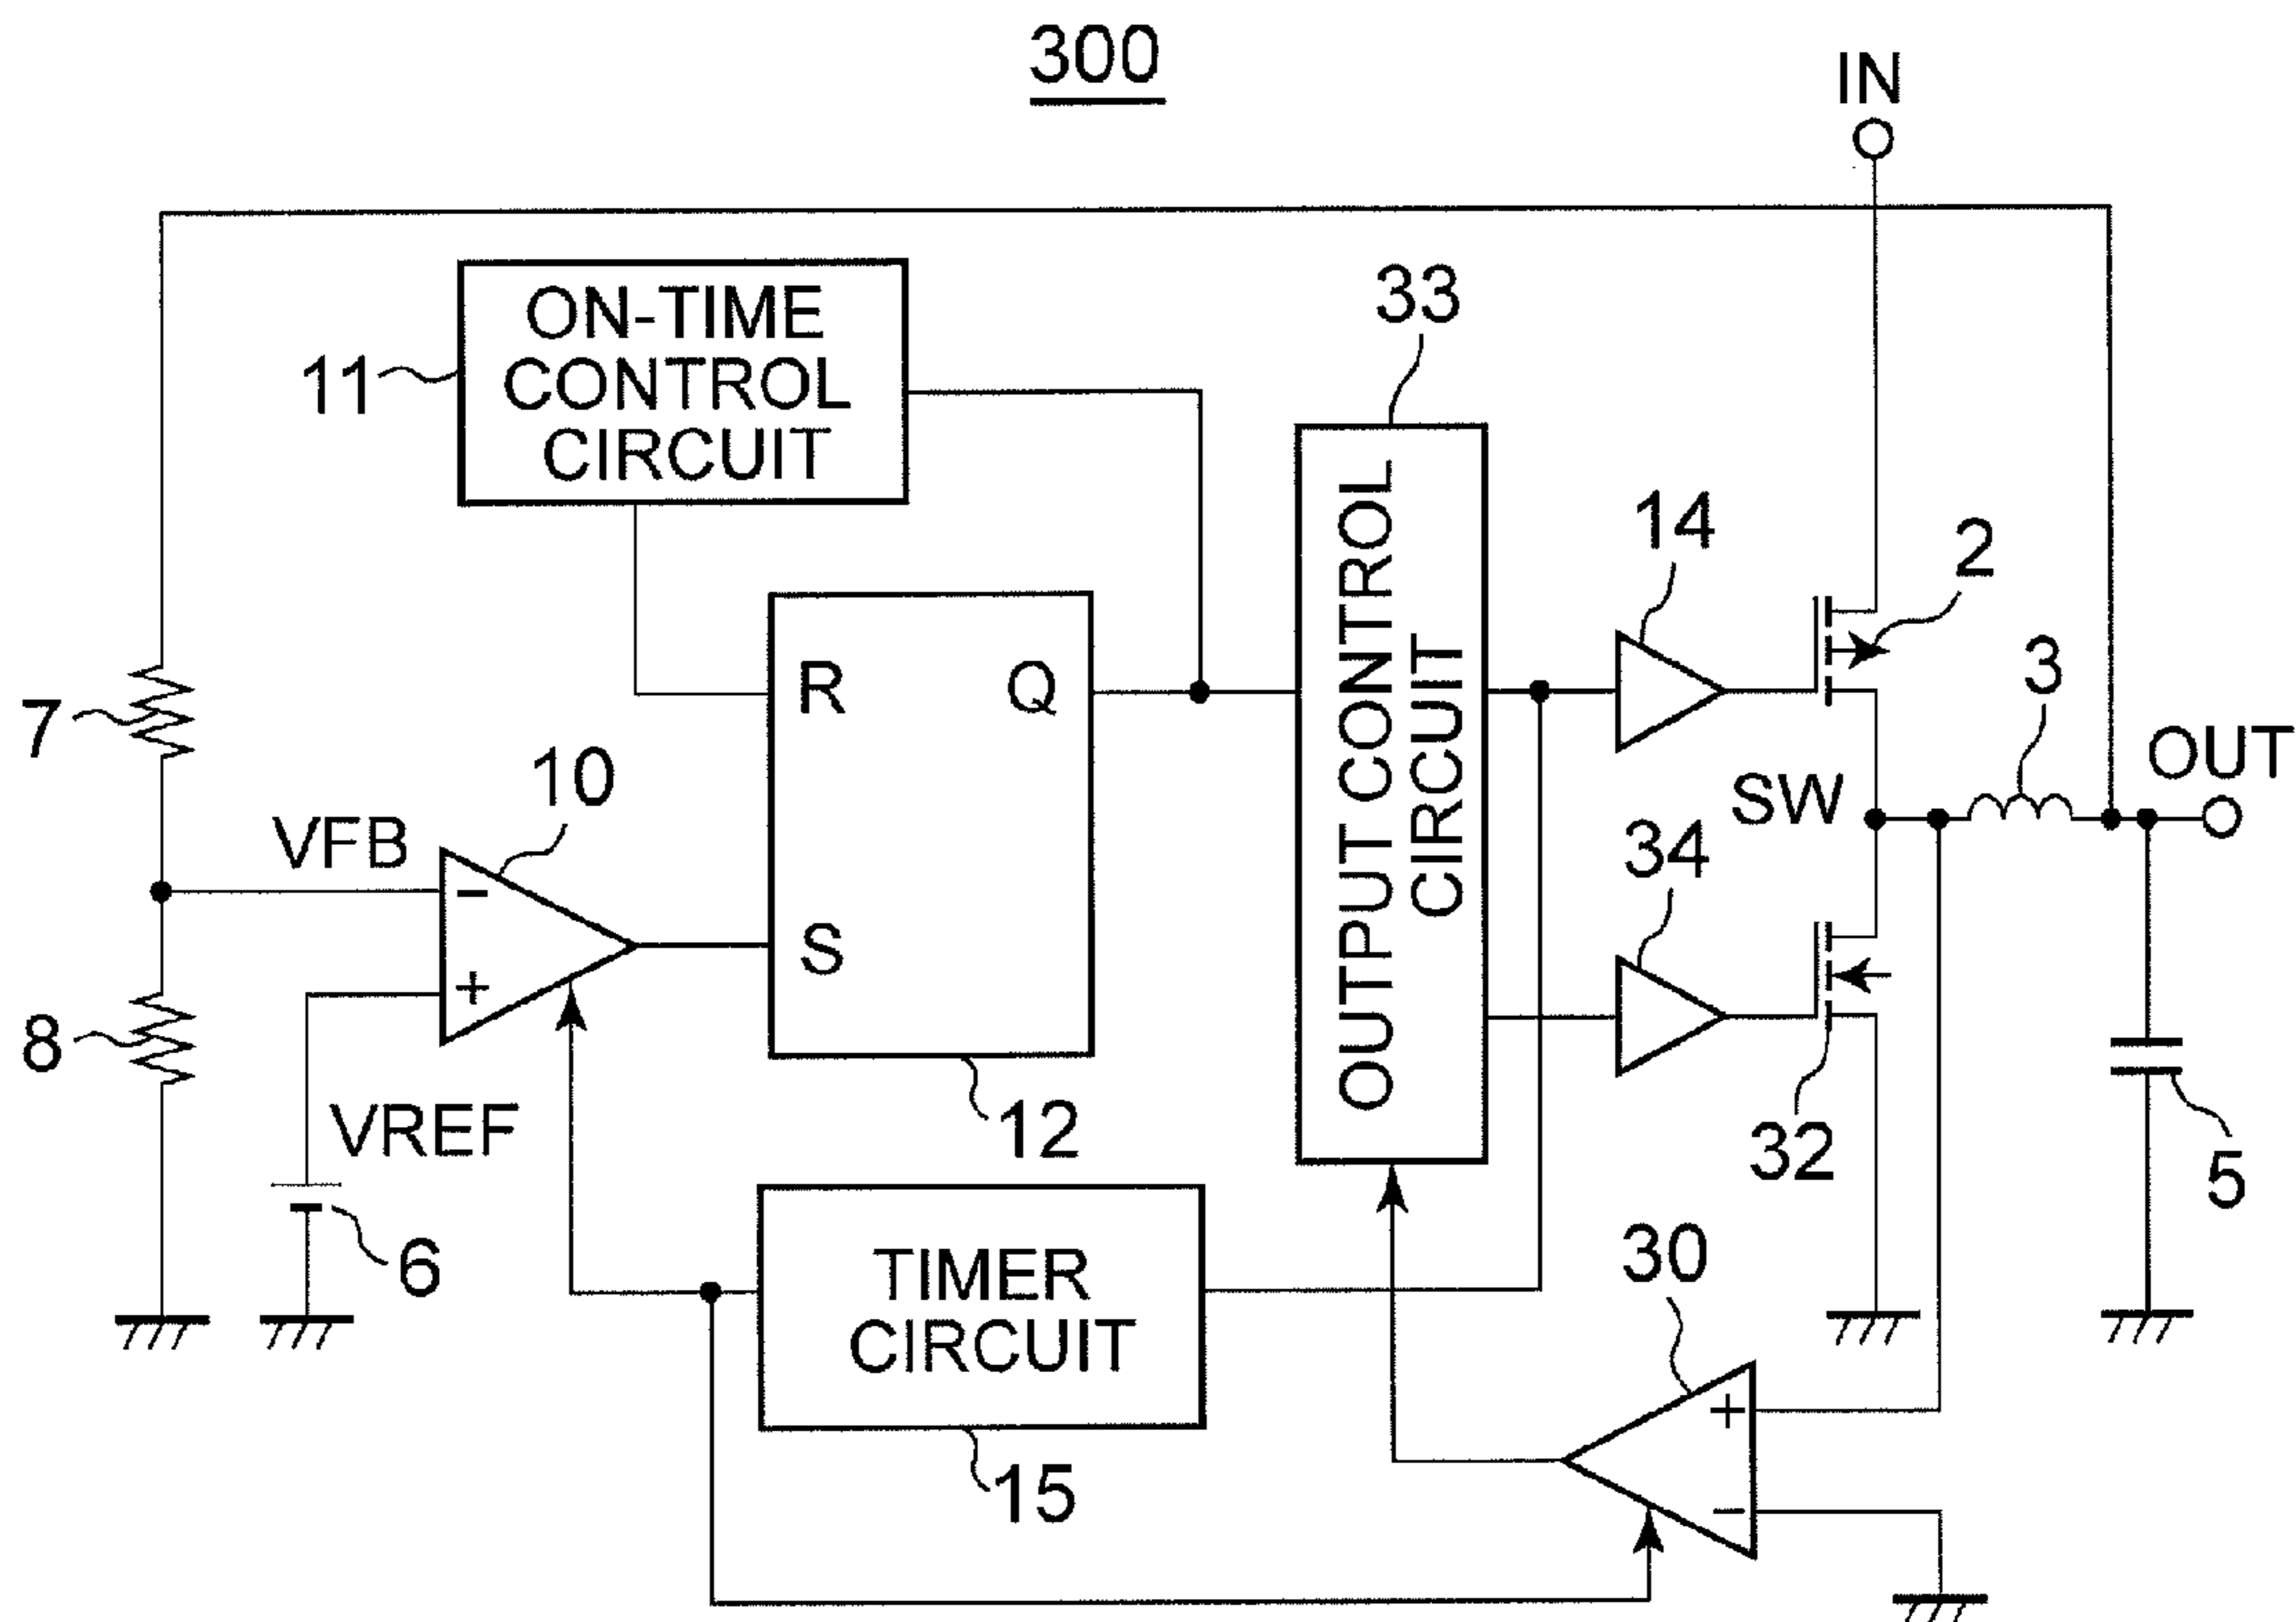 300
IN
ON-TIME
CONTROL
CIRCUIT
11
33
OUTPUT CONTROL
CIRCUIT
14
2
3
R
Q
7
10
OUT
SW
VFB
34
-
S
+
8
VREF
12
32
5
6
TIMER
CIRCUIT
30
+
15
-